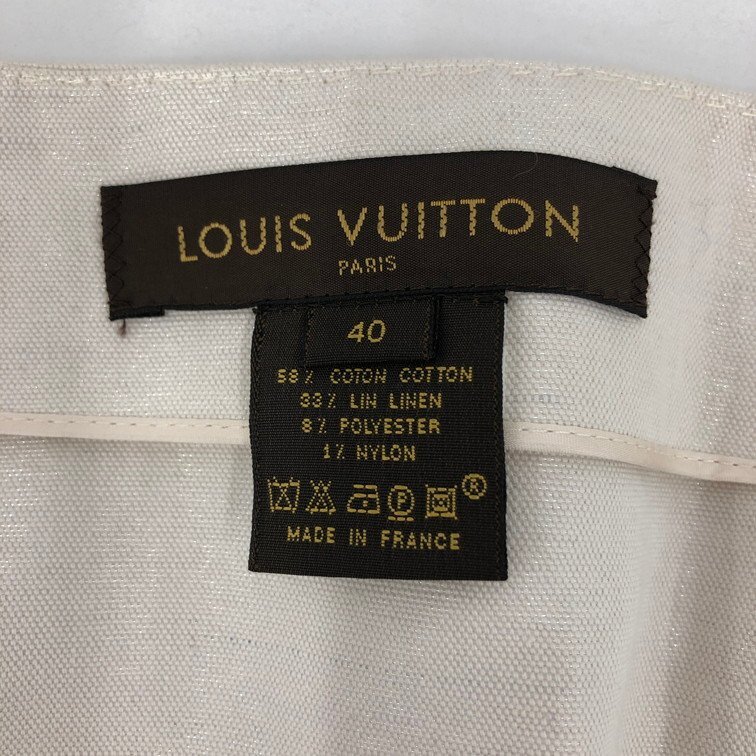 LOUIS VUITTON
PARIS
40
58% COTON COTTON
33% LIN LINEN
8% POLYESTER
1% NYLON
P ®
MADE IN FRANCE